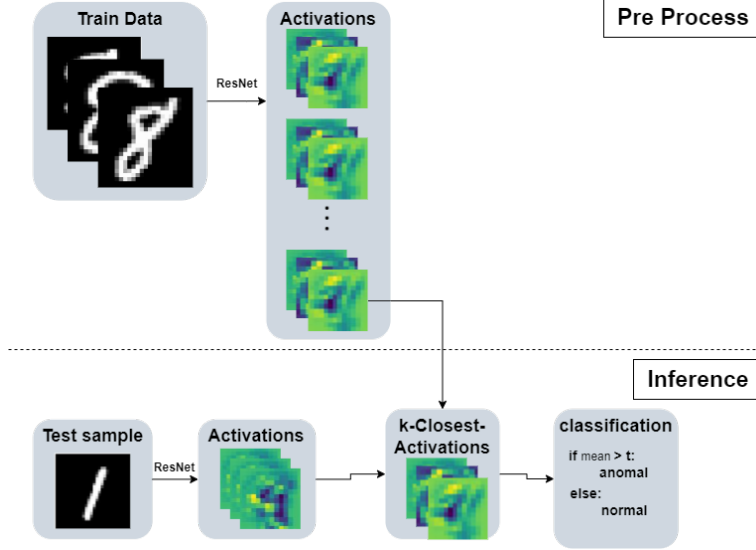 Train Data
Activations
Pre Process
ResNet
Inference
Test sample
Activations
k-Closest-
Activations
classification
ResNet
if mean > t:
anomal
else:
normal